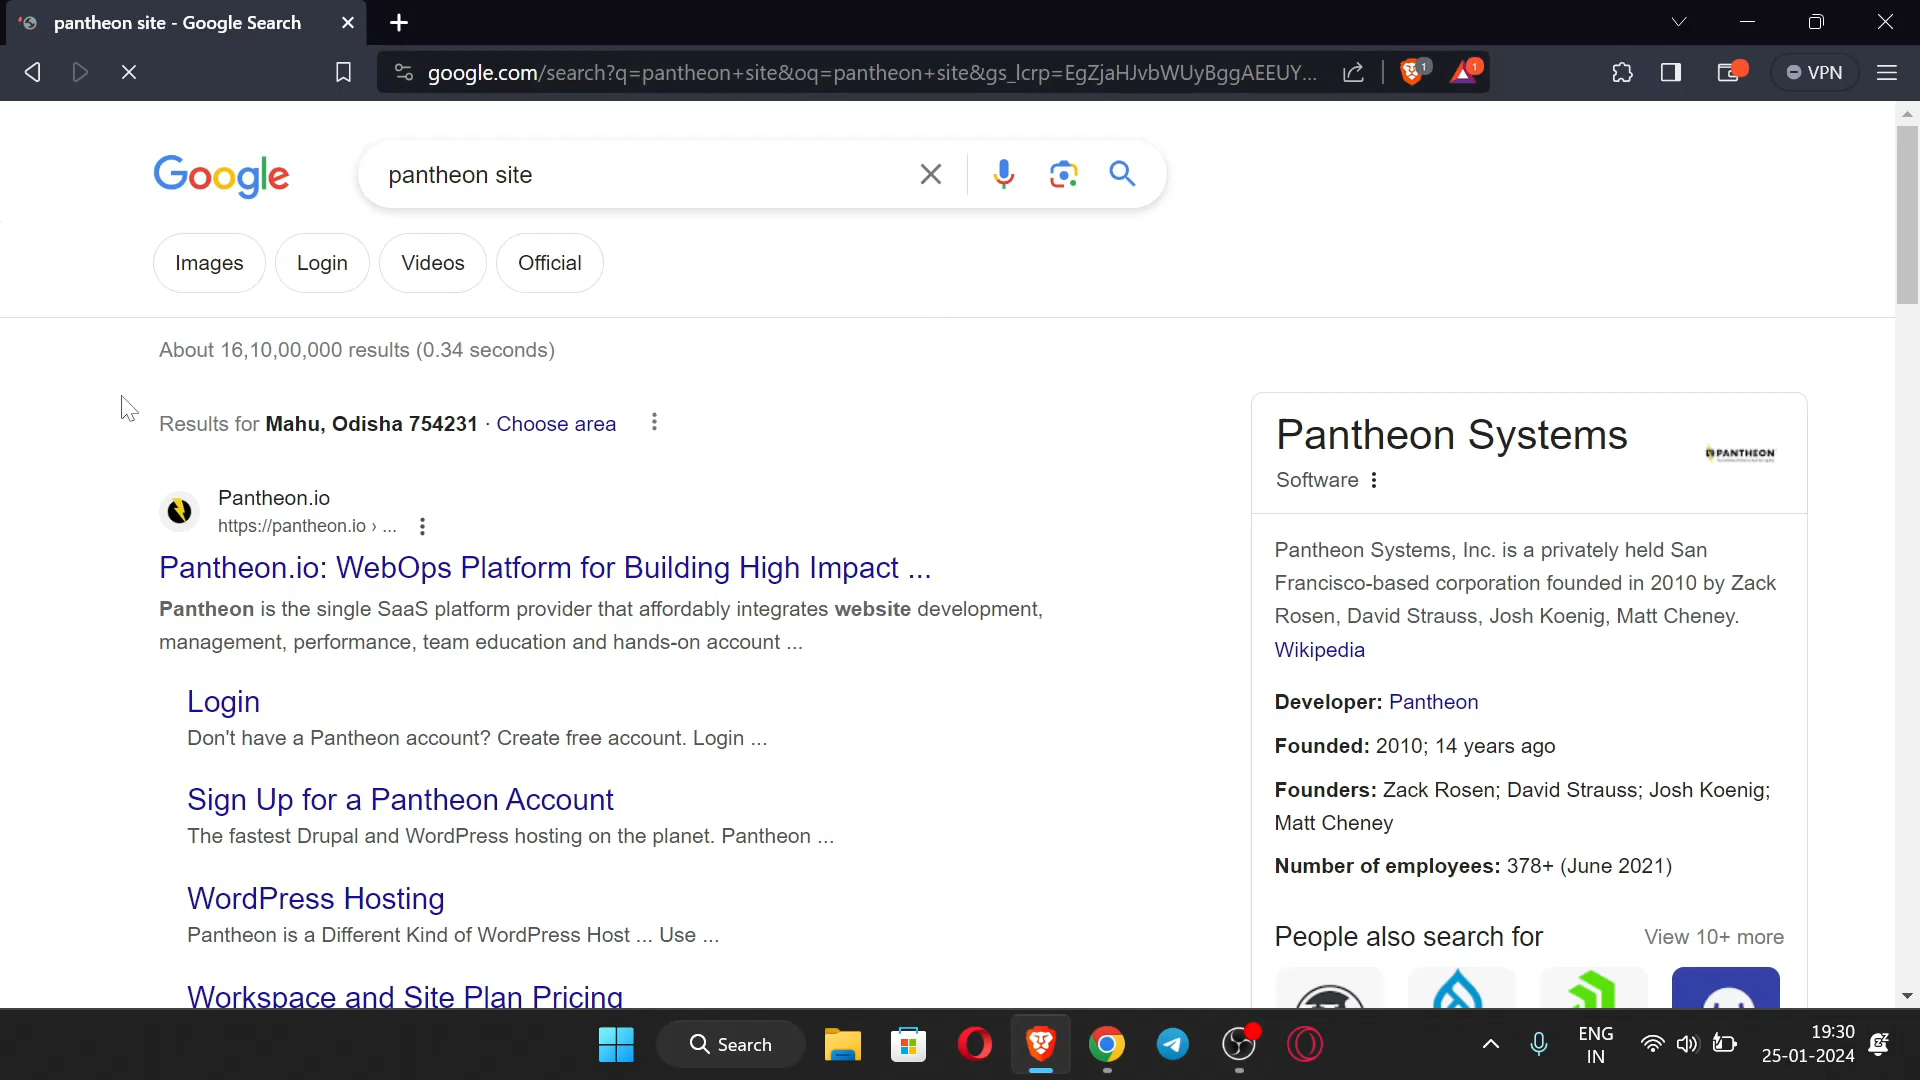 pantheon site - Google Search
google.com/search?q=pantheon+site&oq=pantheon+site&gs_lcrp=EgZjaHJvbWUyBggAEEUY...
1
1
VPN
Google
pantheon site
Images
Login
Videos
Official
About 16,10,00,000 results (0.34 seconds)
Results for Mahu, Odisha 754231 · Choose area
Pantheon.io
https://pantheon.io › ...
Pantheon.io: WebOps Platform for Building High Impact ...
Pantheon is the single SaaS platform provider that affordably integrates website development,
management, performance, team education and hands-on account ...
Login
Don't have a Pantheon account? Create free account. Login ...
Sign Up for a Pantheon Account
The fastest Drupal and WordPress hosting on the planet. Pantheon ...
WordPress Hosting
Pantheon is a Different Kind of WordPress Host ... Use ...
Workspace and Site Plan Pricing
Pantheon Systems
PANTHEON
Software
Pantheon Systems, Inc. is a privately held San
Francisco-based corporation founded in 2010 by Zack
Rosen, David Strauss, Josh Koenig, Matt Cheney.
Wikipedia
Developer: Pantheon
Founded: 2010; 14 years ago
Founders: Zack Rosen; David Strauss; Josh Koenig;
Matt Cheney
Number of employees: 378+ (June 2021)
People also search for
View 10+ more
Search
ENG
IN
19:30
25-01-2024